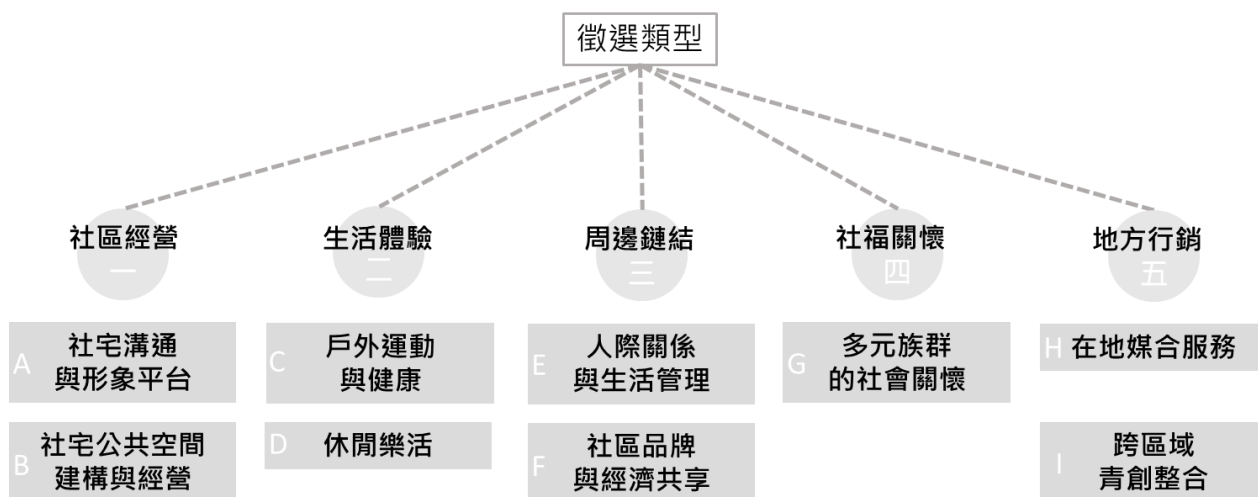 徵選類型
社區經營
一
生活體驗
二
周邊鏈結
三
社福關懷
四
地方行銷
五
A
社宅溝通
與形象平台
B
社宅公共空間
建構與經營
C
戶外運動
與健康
D
休閒樂活
E
人際關係
與生活管理
F
社區品牌
與經濟共享
G
多元族群
的社會關懷
H
在地媒合服務
I
跨區域
青創整合